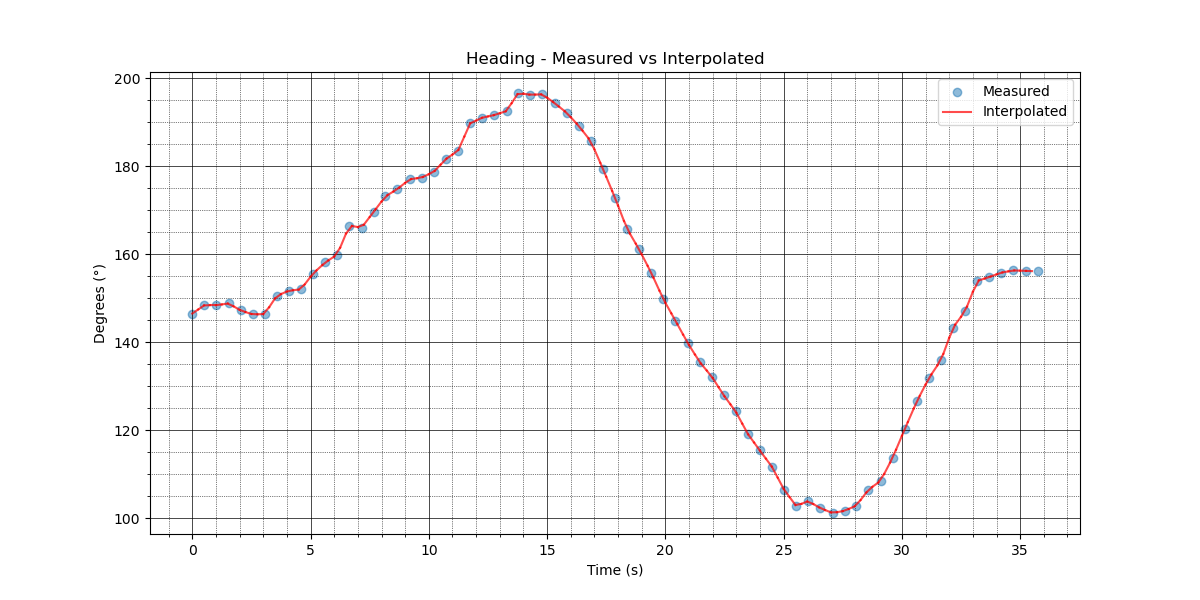 Heading - Measured vs Interpolated
Measured
Interpolated
200
180
160
140
120
100
Degrees (°)
0 5 10 15 20 25 30 35
Time (s)